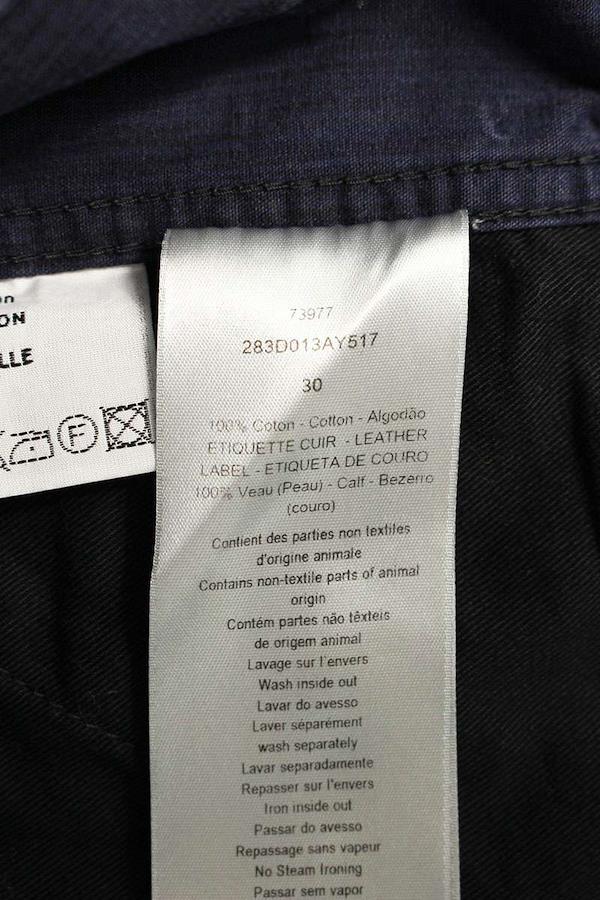 ON
LLE
F
73977
283D013AY517
30
100% Coton - Cotton - Algodão
ETIQUETTE CUIR - LEATHER
LABEL - ETIQUETA DE COURO
100% Veau (Peau) - Calf - Bezerro
(couro)
Contient des parties non textiles
d'origine animale
Contains non-textile parts of animal
origin
Contém partes não têxteis
de origem animal
Lavage sur l'envers
Wash inside out
Lavar do avesso
Laver séparément
wash separately
Lavar separadamente
Repasser sur l'envers
Iron inside out
Passar do avesso
Repassage sans vapeur
No Steam Ironing
Passar sem vapor